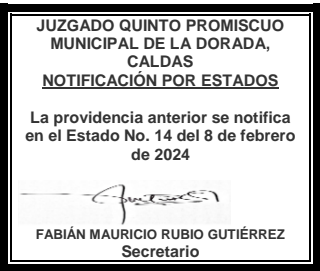 JUZGADO QUINTO PROMISCUO
MUNICIPAL DE LA DORADA,
CALDAS
NOTIFICACIÓN POR ESTADOS
La providencia anterior se notifica
en el Estado No. 14 del 8 de febrero
de 2024
FABIÁN MAURICIO RUBIO GUTIÉRREZ
Secretario